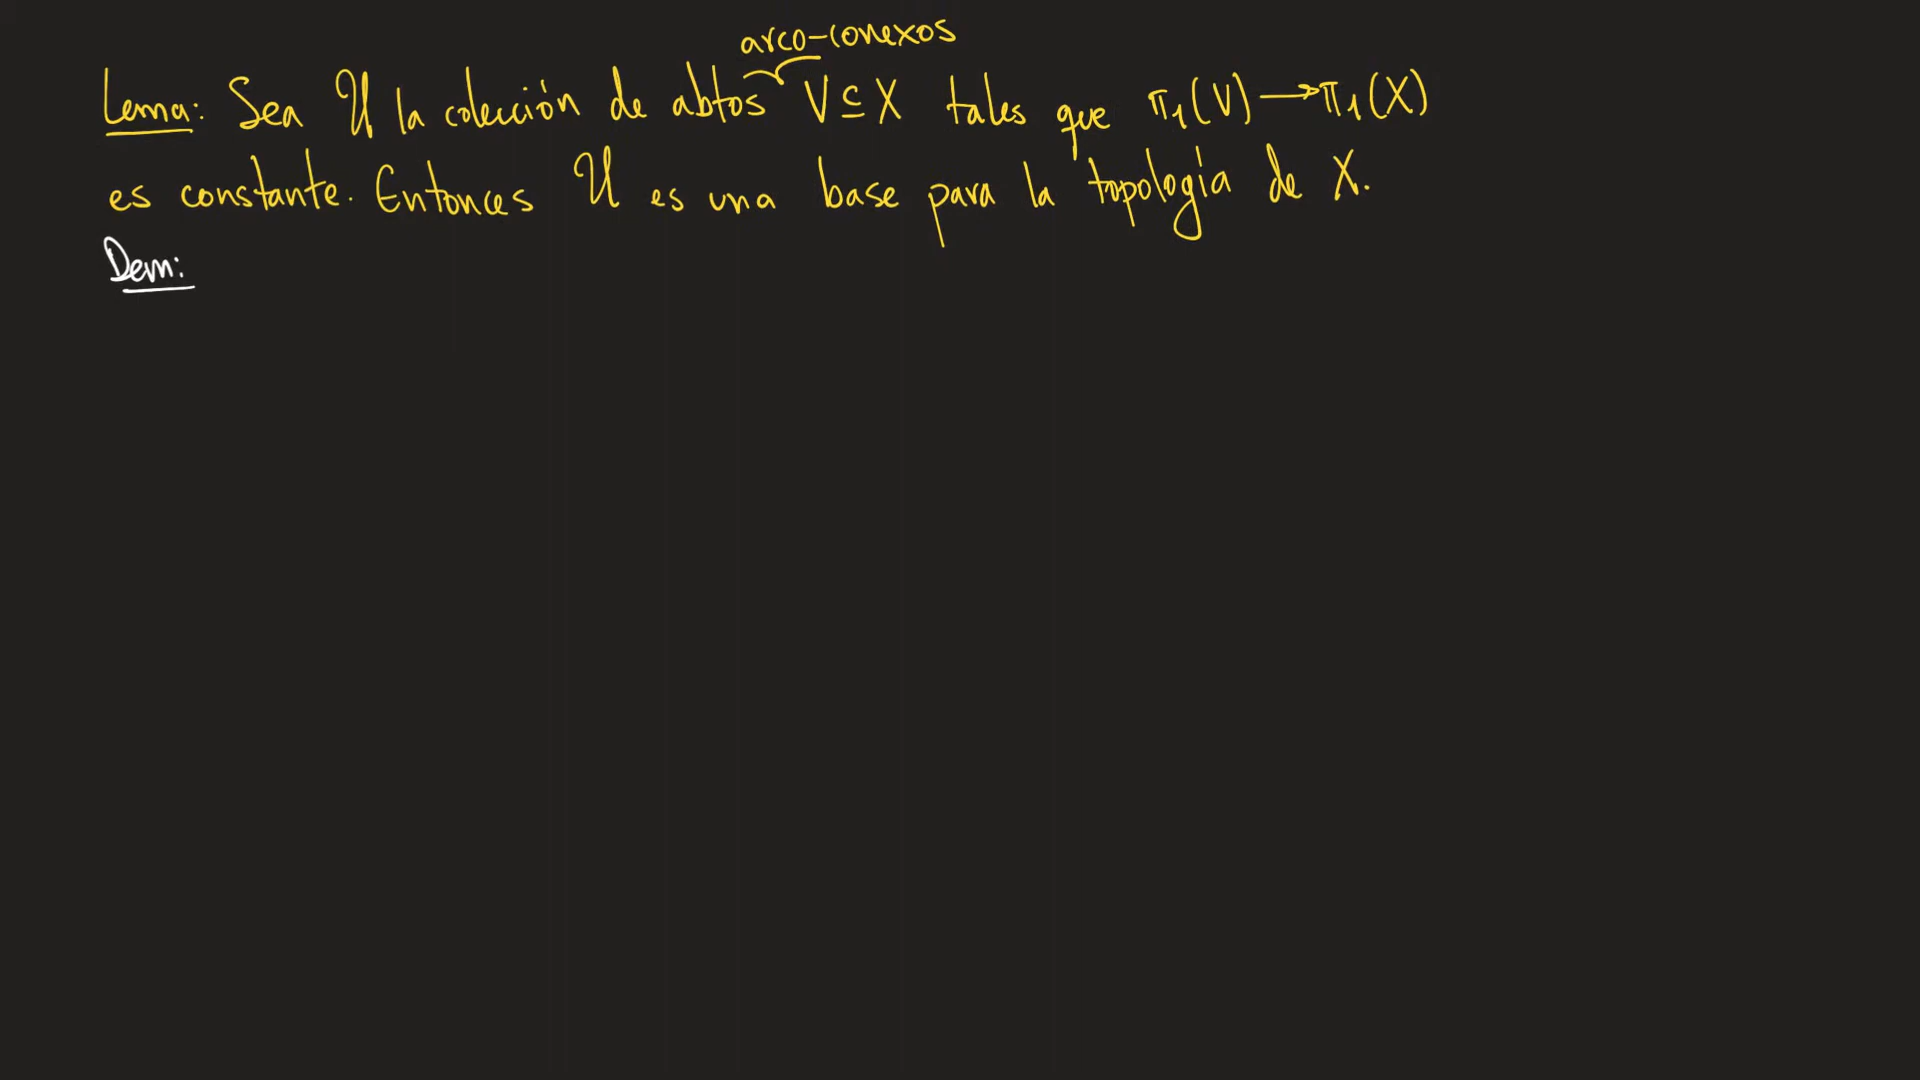 arco-conexos
Lema: Sea 𝒰 la colección de abtos V ⊆ X tales que π₁(V) → π₁(X)
es constante. Entonces 𝒰 es una base para la topología de X.
Dem: